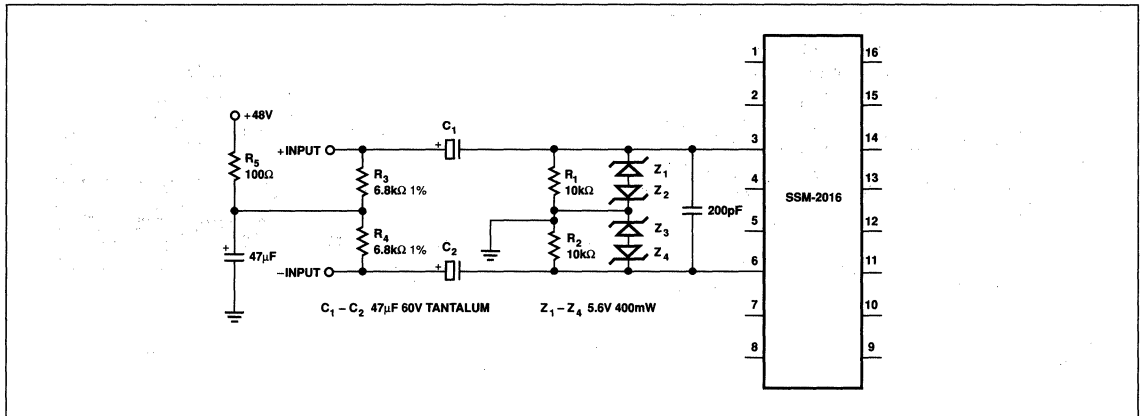 +48V
R5
100Ω
47μF
+INPUT
−INPUT
R3
6.8kΩ 1%
R4
6.8kΩ 1%
C1
+
C2
+
+
R1
10kΩ
R2
10kΩ
Z1
Z2
Z3
Z4
200pF
C1 – C2 47μF 60V TANTALUM
Z1 – Z4 5.6V 400mW
SSM-2016
1
2
3
4
5
6
7
8
16
15
14
13
12
11
10
9